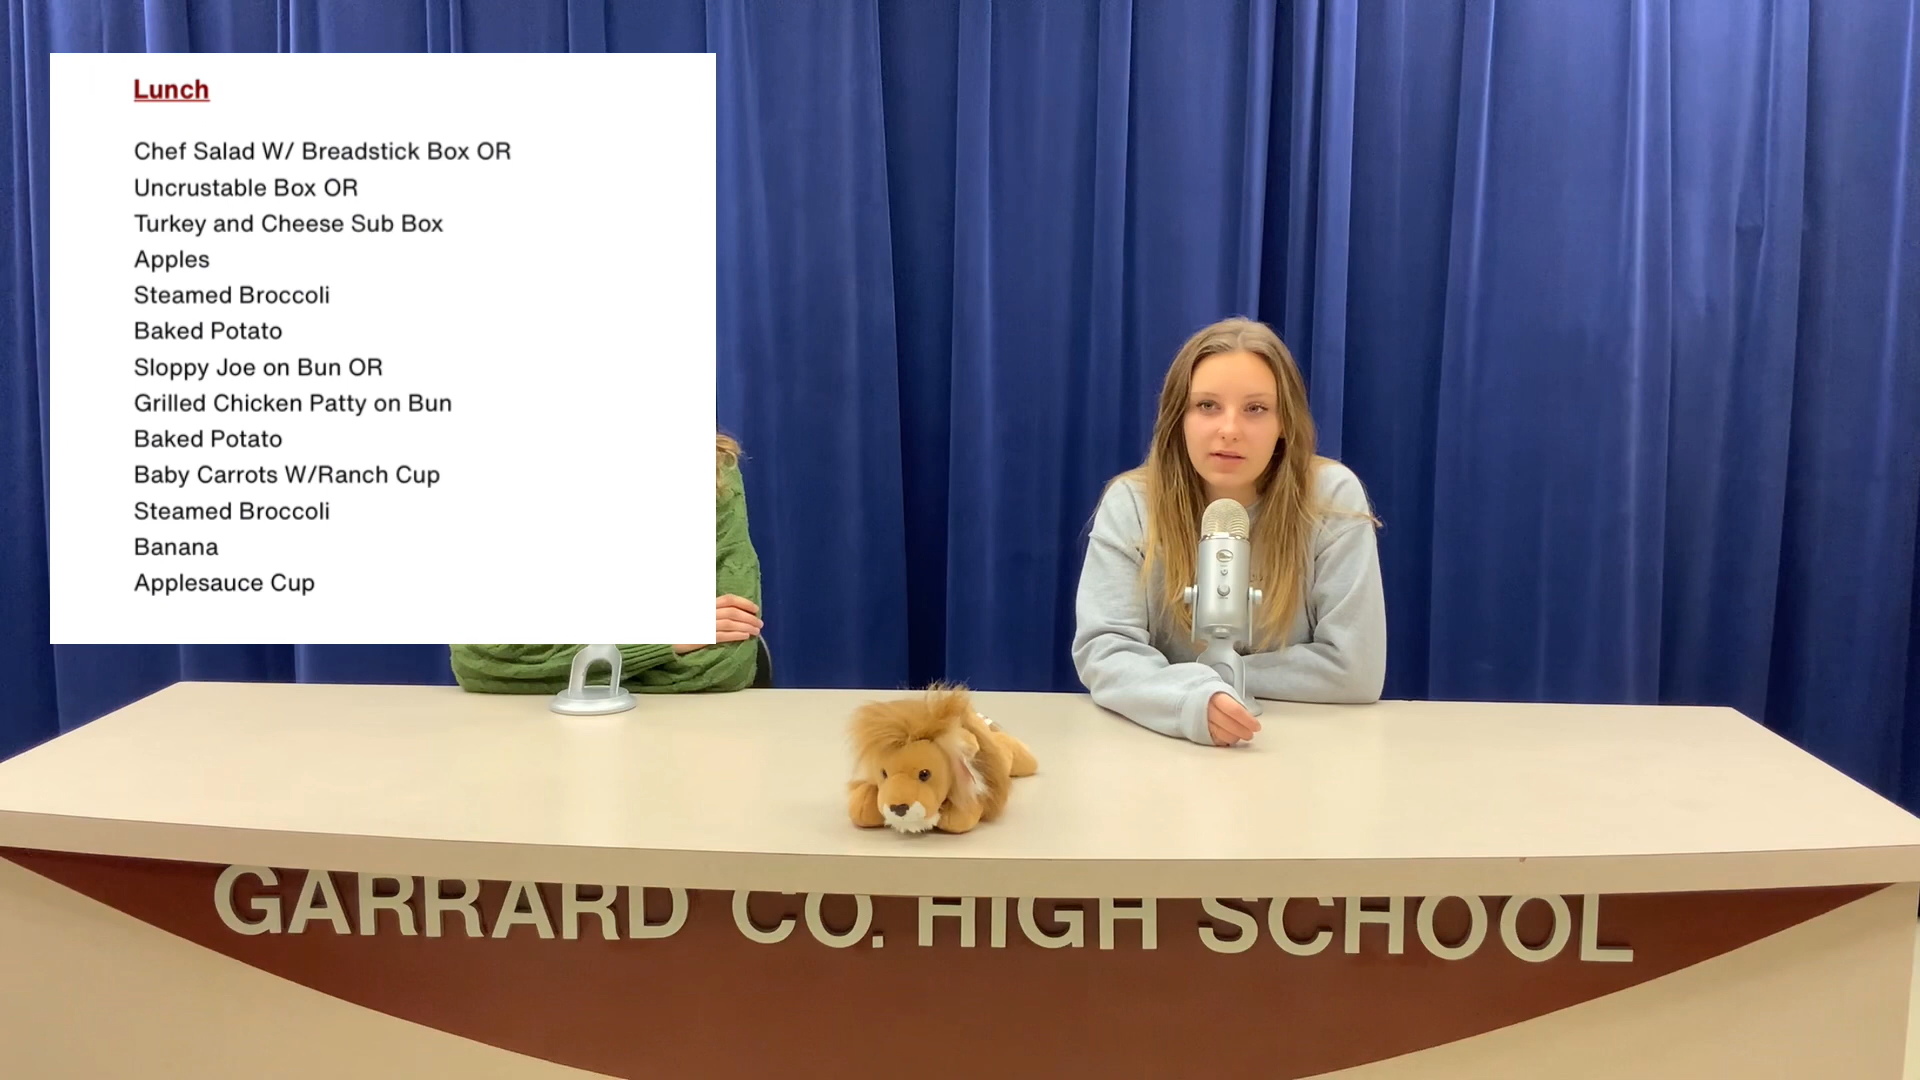 Lunch
Chef Salad W/ Breadstick Box OR
Uncrustable Box OR
Turkey and Cheese Sub Box
Apples
Steamed Broccoli
Baked Potato
Sloppy Joe on Bun OR
Grilled Chicken Patty on Bun
Baked Potato
Baby Carrots W/Ranch Cup
Steamed Broccoli
Banana
Applesauce Cup
GARRARD CO. HIGH SCHOOL